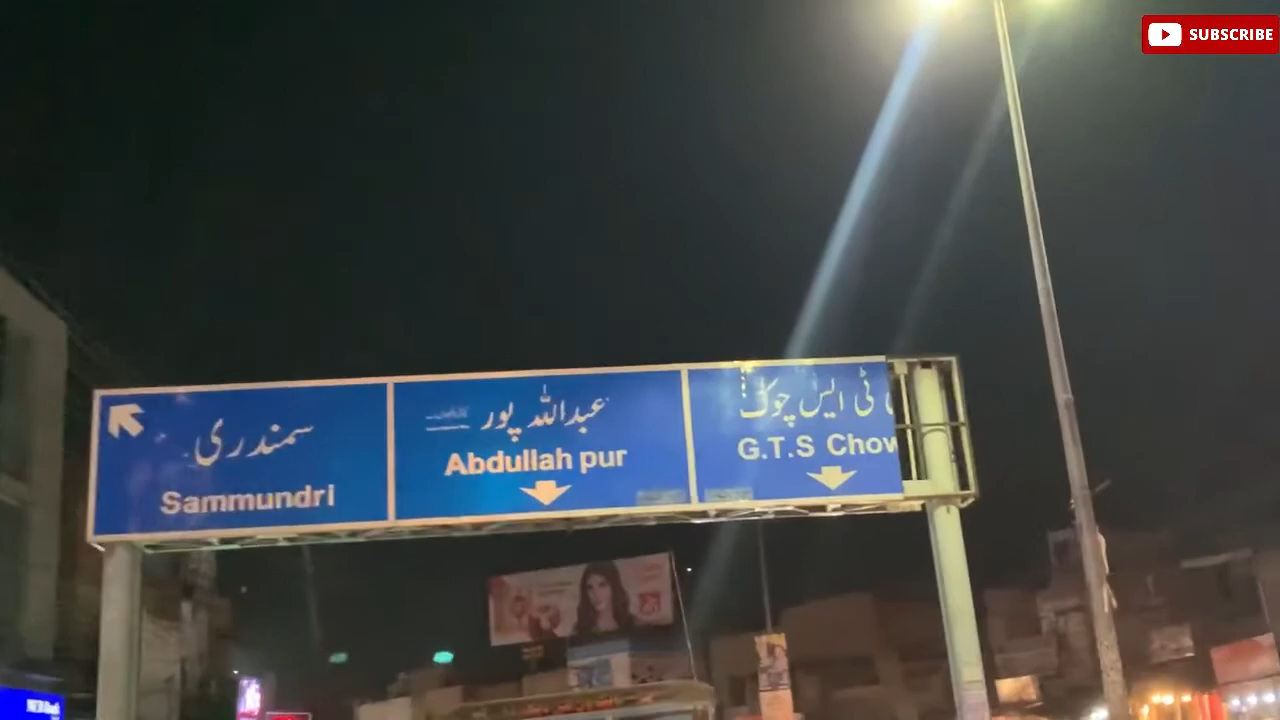 SUBSCRIBE
سمندری
Sammundri
عبداللہ پور
Abdullah pur
ٹی ایس چوک
G.T.S Chow